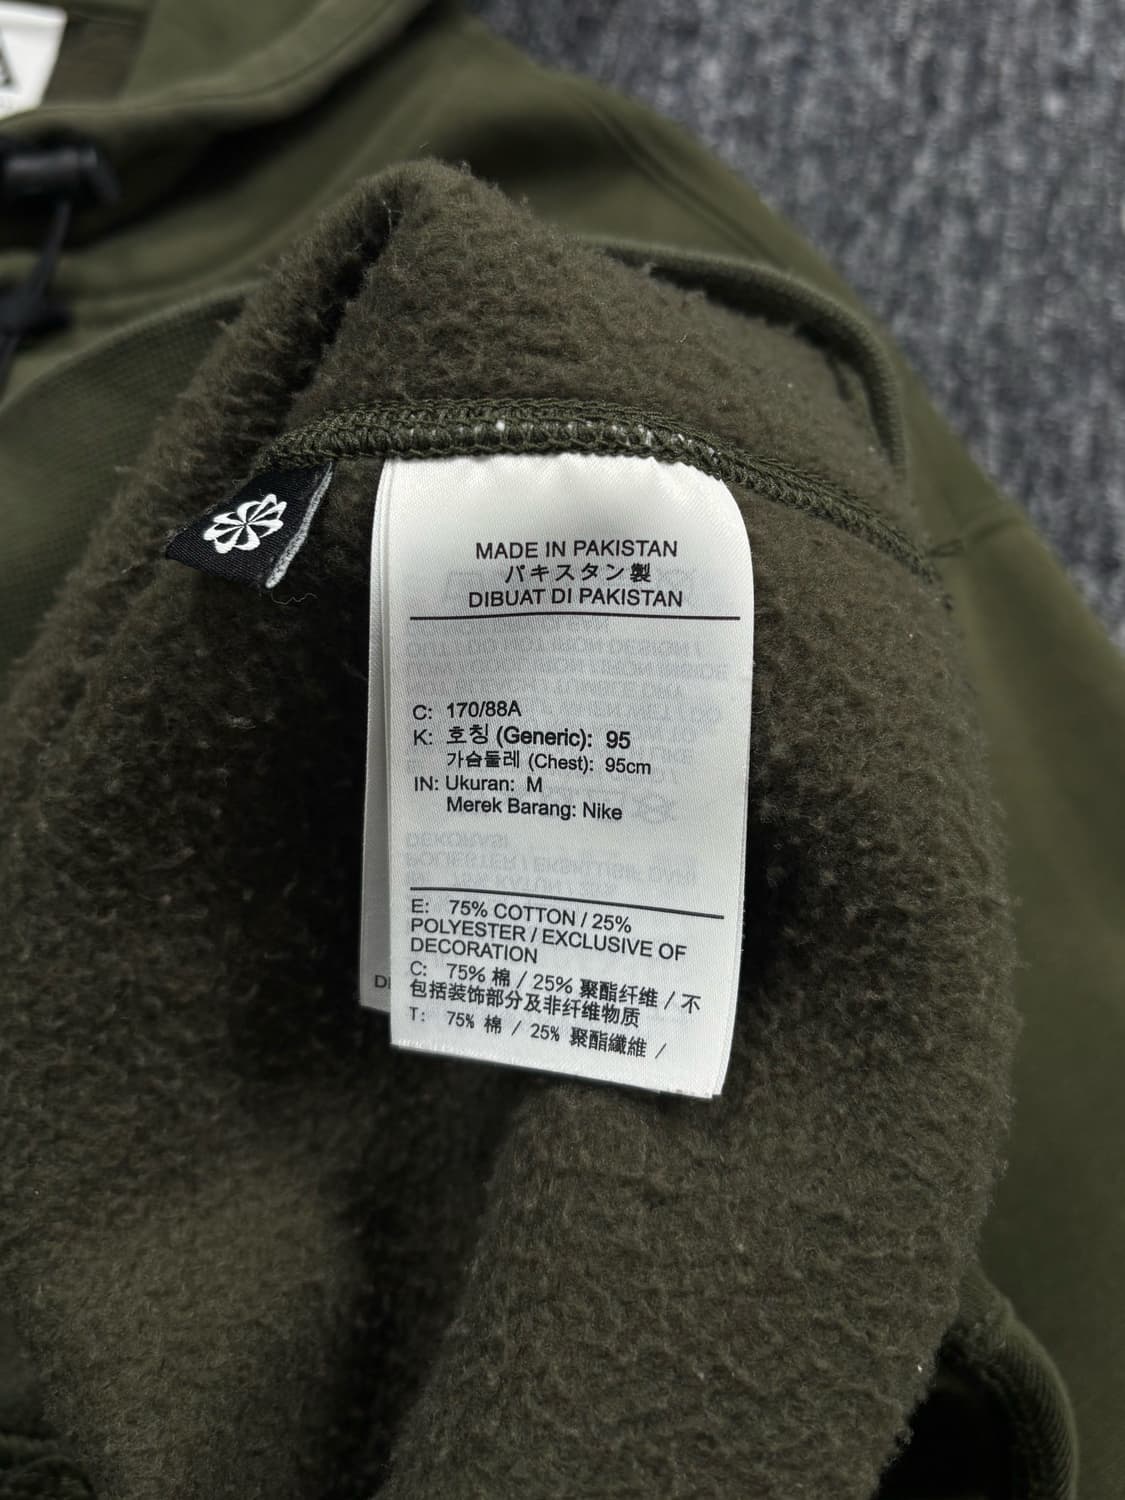 MADE IN PAKISTAN
パキスタン製
DIBUAT DI PAKISTAN
C: 170/88A
K: 호칭 (Generic): 95
가슴둘레 (Chest): 95cm
IN: Ukuran: M
Merek Barang: Nike
E: 75% COTTON / 25%
POLYESTER / EXCLUSIVE OF
DECORATION
C: 75% 棉 / 25% 聚酯纤维 / 不
包括装饰部分及非纤维物质
T: 75% 棉 / 25% 聚酯纖維 /